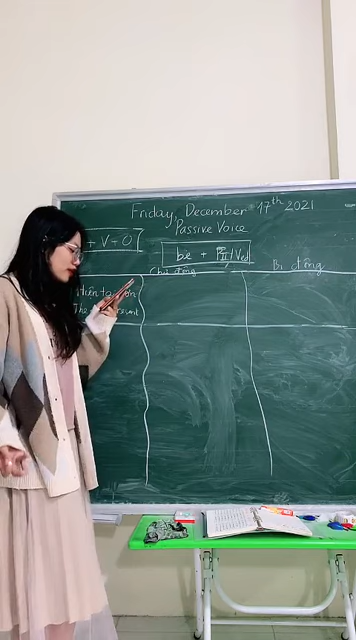 Friday, December 17th 2021
Passive Voice
+ V + O
be + PII/Ved
Chủ động
Bị động